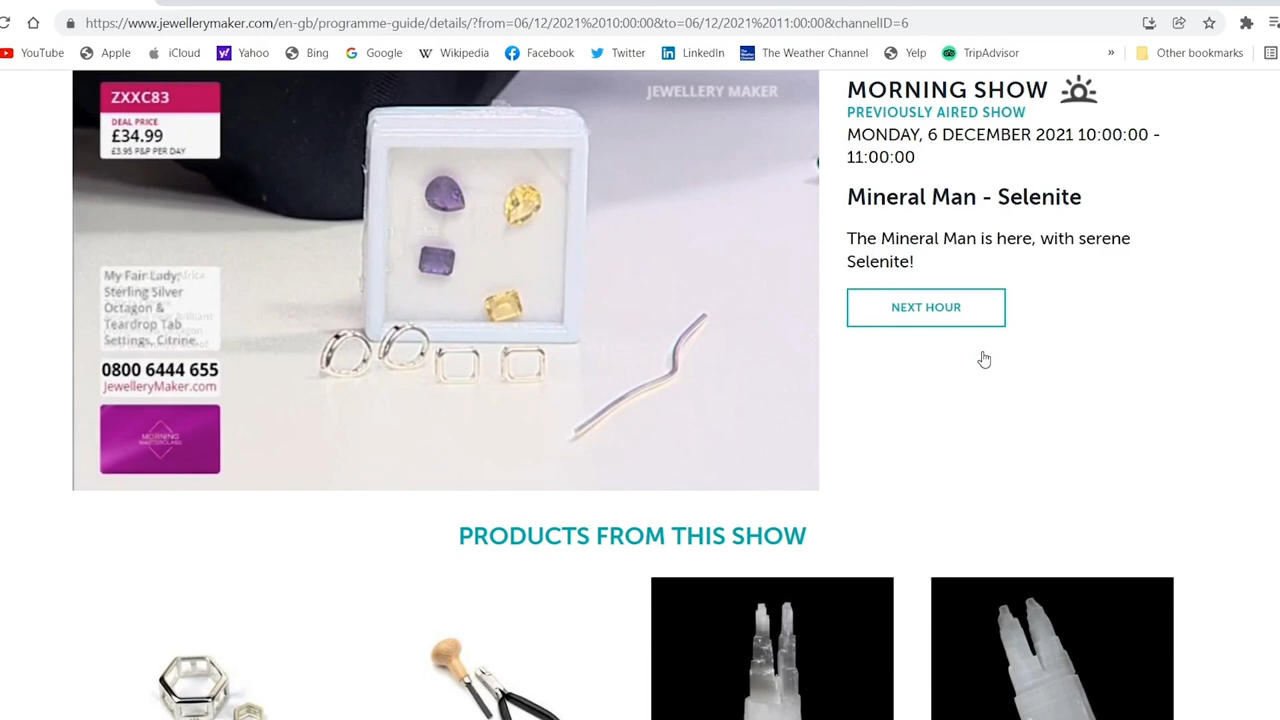 https://www.jewellerymaker.com/en-gb/programme-guide/details/?from=06/12/2021%2010:00:00&to=06/12/2021%2011:00:00&channelID=6
YouTube Apple iCloud Yahoo Bing Google Wikipedia Facebook Twitter LinkedIn The Weather Channel Yelp TripAdvisor » Other bookmarks
ZXXC83
DEAL PRICE
£34.99
£3.95 P&P PER DAY
JEWELLERY MAKER
My Fair Lady;
Sterling Silver
Octagon &
Teardrop Tab
Settings, Citrine,
0800 6444 655
JewelleryMaker.com
MORNING
MASTERCLASS
MORNING SHOW
PREVIOUSLY AIRED SHOW
MONDAY, 6 DECEMBER 2021 10:00:00 -
11:00:00
Mineral Man - Selenite
The Mineral Man is here, with serene
Selenite!
NEXT HOUR
PRODUCTS FROM THIS SHOW